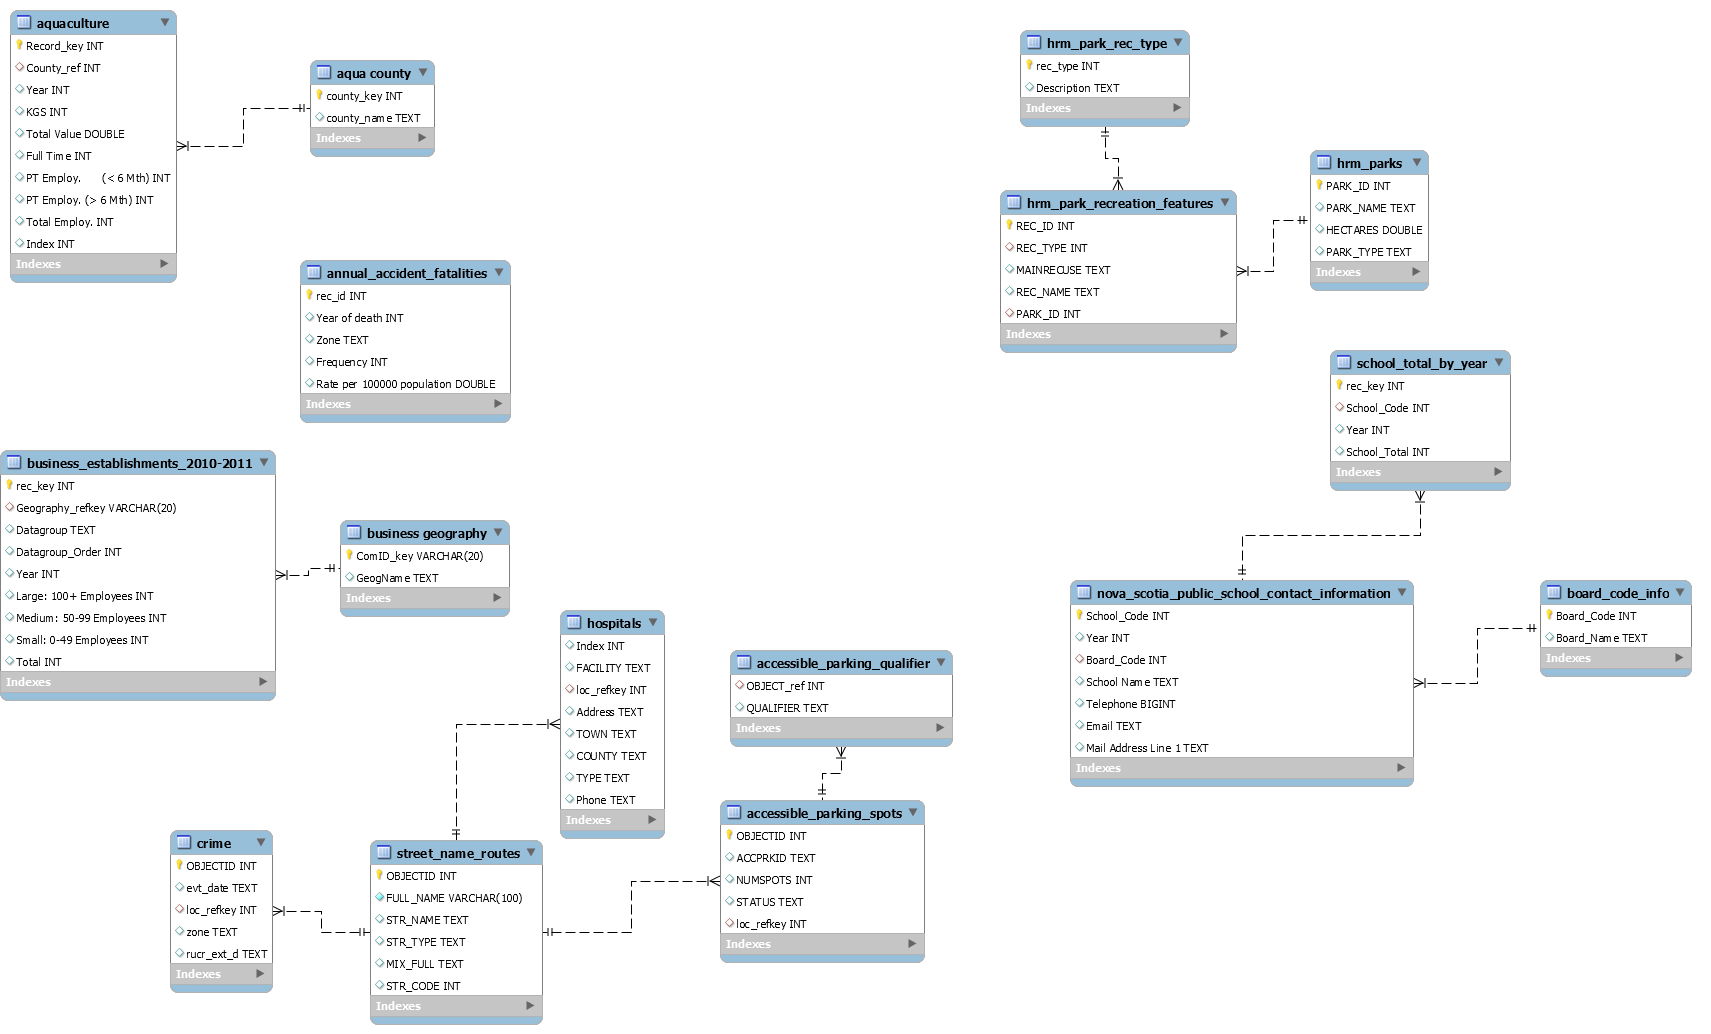 aquaculture
Record_key INT
County_ref INT
Year INT
KGS INT
Total Value DOUBLE
Full Time INT
PT Employ. (< 6 Mth) INT
PT Employ. (> 6 Mth) INT
Total Employ. INT
Index INT
Indexes
aqua county
county_key INT
county_name TEXT
Indexes
annual_accident_fatalities
rec_id INT
Year of death INT
Zone TEXT
Frequency INT
Rate per 100000 population DOUBLE
Indexes
hrm_park_rec_type
rec_type INT
Description TEXT
Indexes
hrm_parks
PARK_ID INT
PARK_NAME TEXT
HECTARES DOUBLE
PARK_TYPE TEXT
Indexes
hrm_park_recreation_features
REC_ID INT
REC_TYPE INT
MAINRECUSE TEXT
REC_NAME TEXT
PARK_ID INT
Indexes
school_total_by_year
rec_key INT
School_Code INT
Year INT
School_Total INT
Indexes
business_establishments_2010-2011
rec_key INT
Geography_refkey VARCHAR(20)
Datagroup TEXT
Datagroup_Order INT
Year INT
Large: 100+ Employees INT
Medium: 50-99 Employees INT
Small: 0-49 Employees INT
Total INT
Indexes
business geography
ComID_key VARCHAR(20)
GeogName TEXT
Indexes
hospitals
Index INT
FACILITY TEXT
loc_refkey INT
Address TEXT
TOWN TEXT
COUNTY TEXT
TYPE TEXT
Phone TEXT
Indexes
accessible_parking_qualifier
OBJECT_ref INT
QUALIFIER TEXT
Indexes
nova_scotia_public_school_contact_information
School_Code INT
Year INT
Board_Code INT
School Name TEXT
Telephone BIGINT
Email TEXT
Mail Address Line 1 TEXT
Indexes
board_code_info
Board_Code INT
Board_Name TEXT
Indexes
crime
OBJECTID INT
evt_date TEXT
loc_refkey INT
zone TEXT
rucr_ext_d TEXT
Indexes
street_name_routes
OBJECTID INT
FULL_NAME VARCHAR(100)
STR_NAME TEXT
STR_TYPE TEXT
MIX_FULL TEXT
STR_CODE INT
Indexes
accessible_parking_spots
OBJECTID INT
ACCPRKID TEXT
NUMSPOTS INT
STATUS TEXT
loc_refkey INT
Indexes